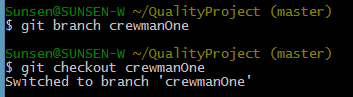 Sunsen@SUNSEN-W ~/QualityProject (master)
$ git branch crewmanOne
Sunsen@SUNSEN-W ~/QualityProject (master)
$ git checkout crewmanOne
Switched to branch 'crewmanOne'